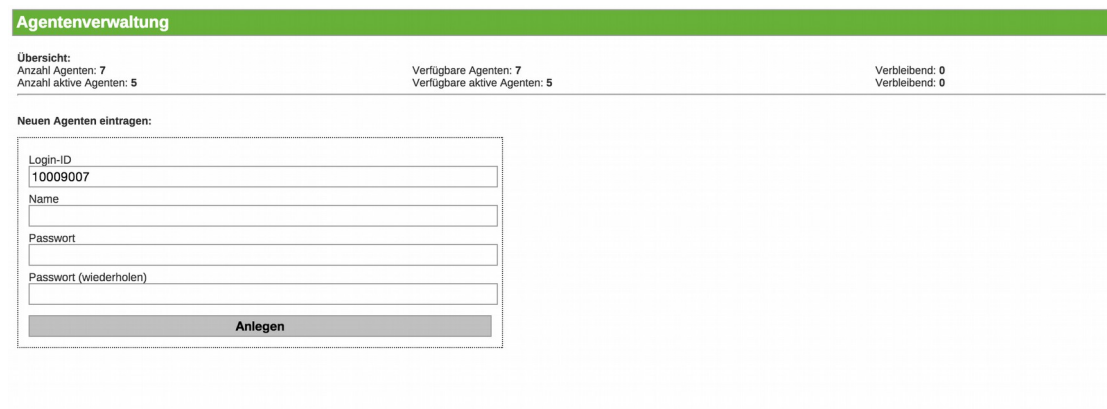 Agentenverwaltung
Übersicht:
Anzahl Agenten: 7 Verfügbare Agenten: 7 Verbleibend: 0
Anzahl aktive Agenten: 5 Verfügbare aktive Agenten: 5 Verbleibend: 0
Neuen Agenten eintragen:
Login-ID
10009007
Name
Passwort
Passwort (wiederholen)
Anlegen